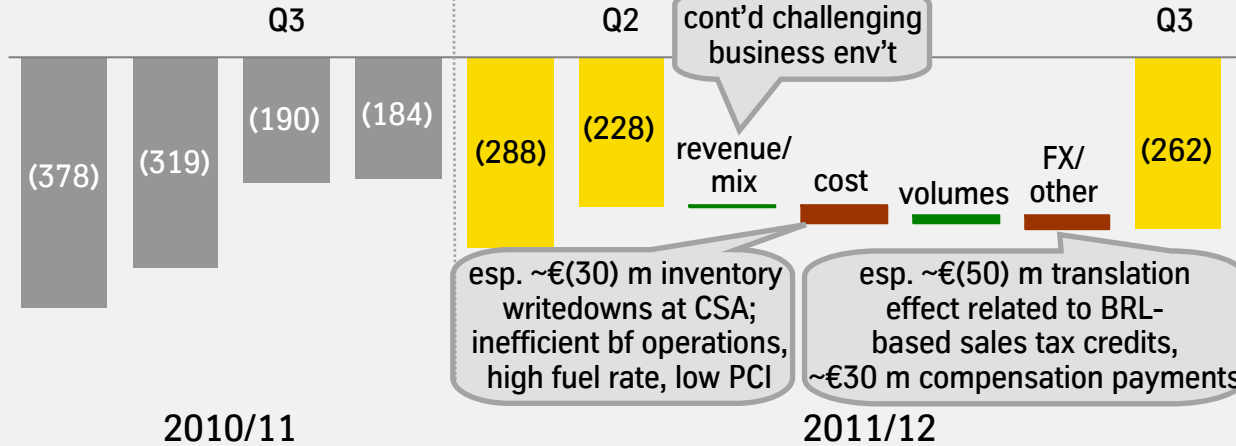 Q3
Q2
cont'd challenging
business env't
Q3
(378)
(319)
(190)
(184)
(288)
(228)
revenue/
mix
cost
volumes
FX/
other
(262)
esp. ~€(30) m inventory
writedowns at CSA;
inefficient bf operations,
high fuel rate, low PCI
esp. ~€(50) m translation
effect related to BRL-
based sales tax credits,
~€30 m compensation payments
2010/11
2011/12